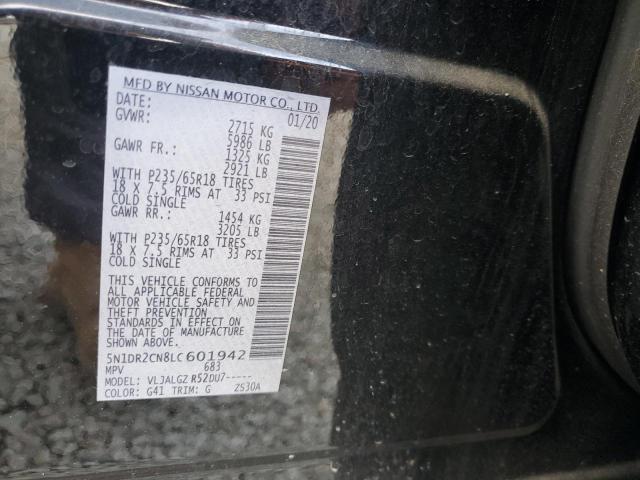 MFD BY NISSAN MOTOR CO., LTD.
DATE: 01/20
GVWR: 2715 KG
5986 LB
GAWR FR.: 1325 KG
2921 LB
WITH P235/65R18 TIRES
18 X 7.5 RIMS AT 33 PSI
COLD SINGLE
GAWR RR.: 1454 KG
3205 LB
WITH P235/65R18 TIRES
18 X 7.5 RIMS AT 33 PSI
COLD SINGLE
THIS VEHICLE CONFORMS TO
ALL APPLICABLE FEDERAL
MOTOR VEHICLE SAFETY AND
THEFT PREVENTION
STANDARDS IN EFFECT ON
THE DATE OF MANUFACTURE
SHOWN ABOVE.
5N1DR2CN8LC601942
MPV 683
MODEL: VLJALGZ R52DU7-----
COLOR: G41 TRIM: G ZS30A